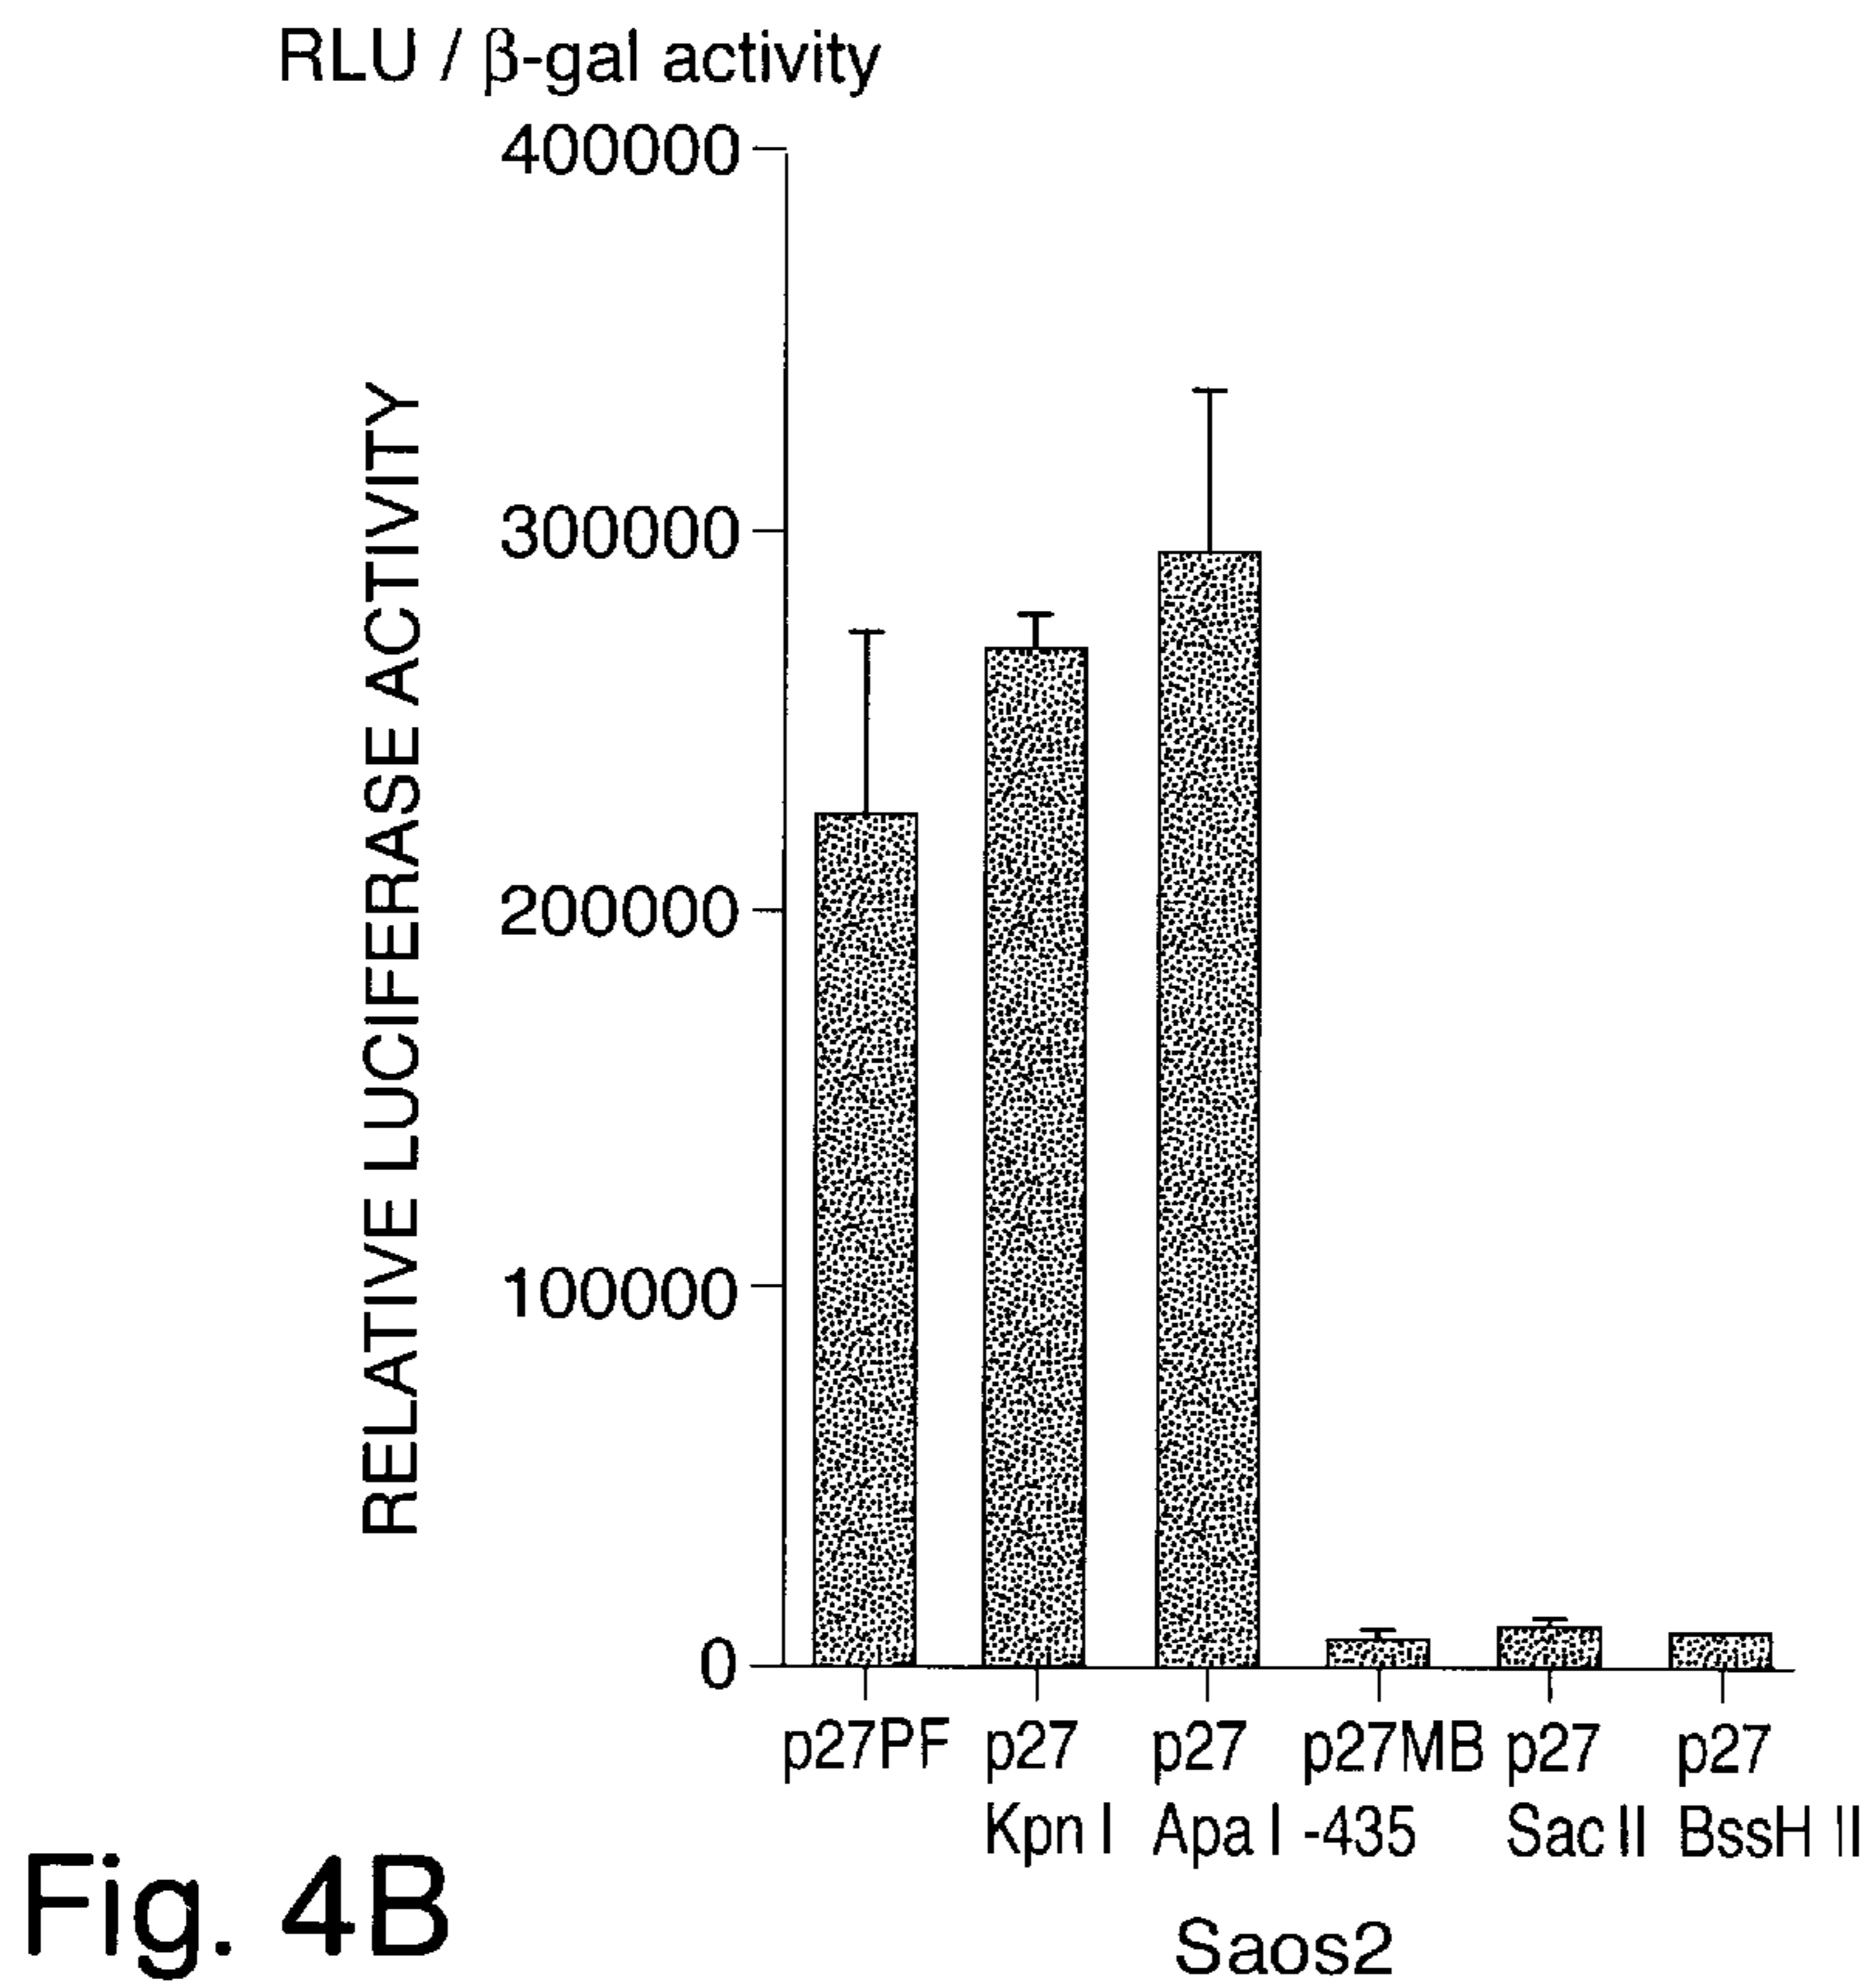 RLU / β-gal activity
400000
300000
200000
100000
0
RELATIVE LUCIFERASE ACTIVITY
p27PF p27 p27 p27MB p27 p27
Kpn I Apa I -435 Sac II BssH II
Saos2
Fig. 4B